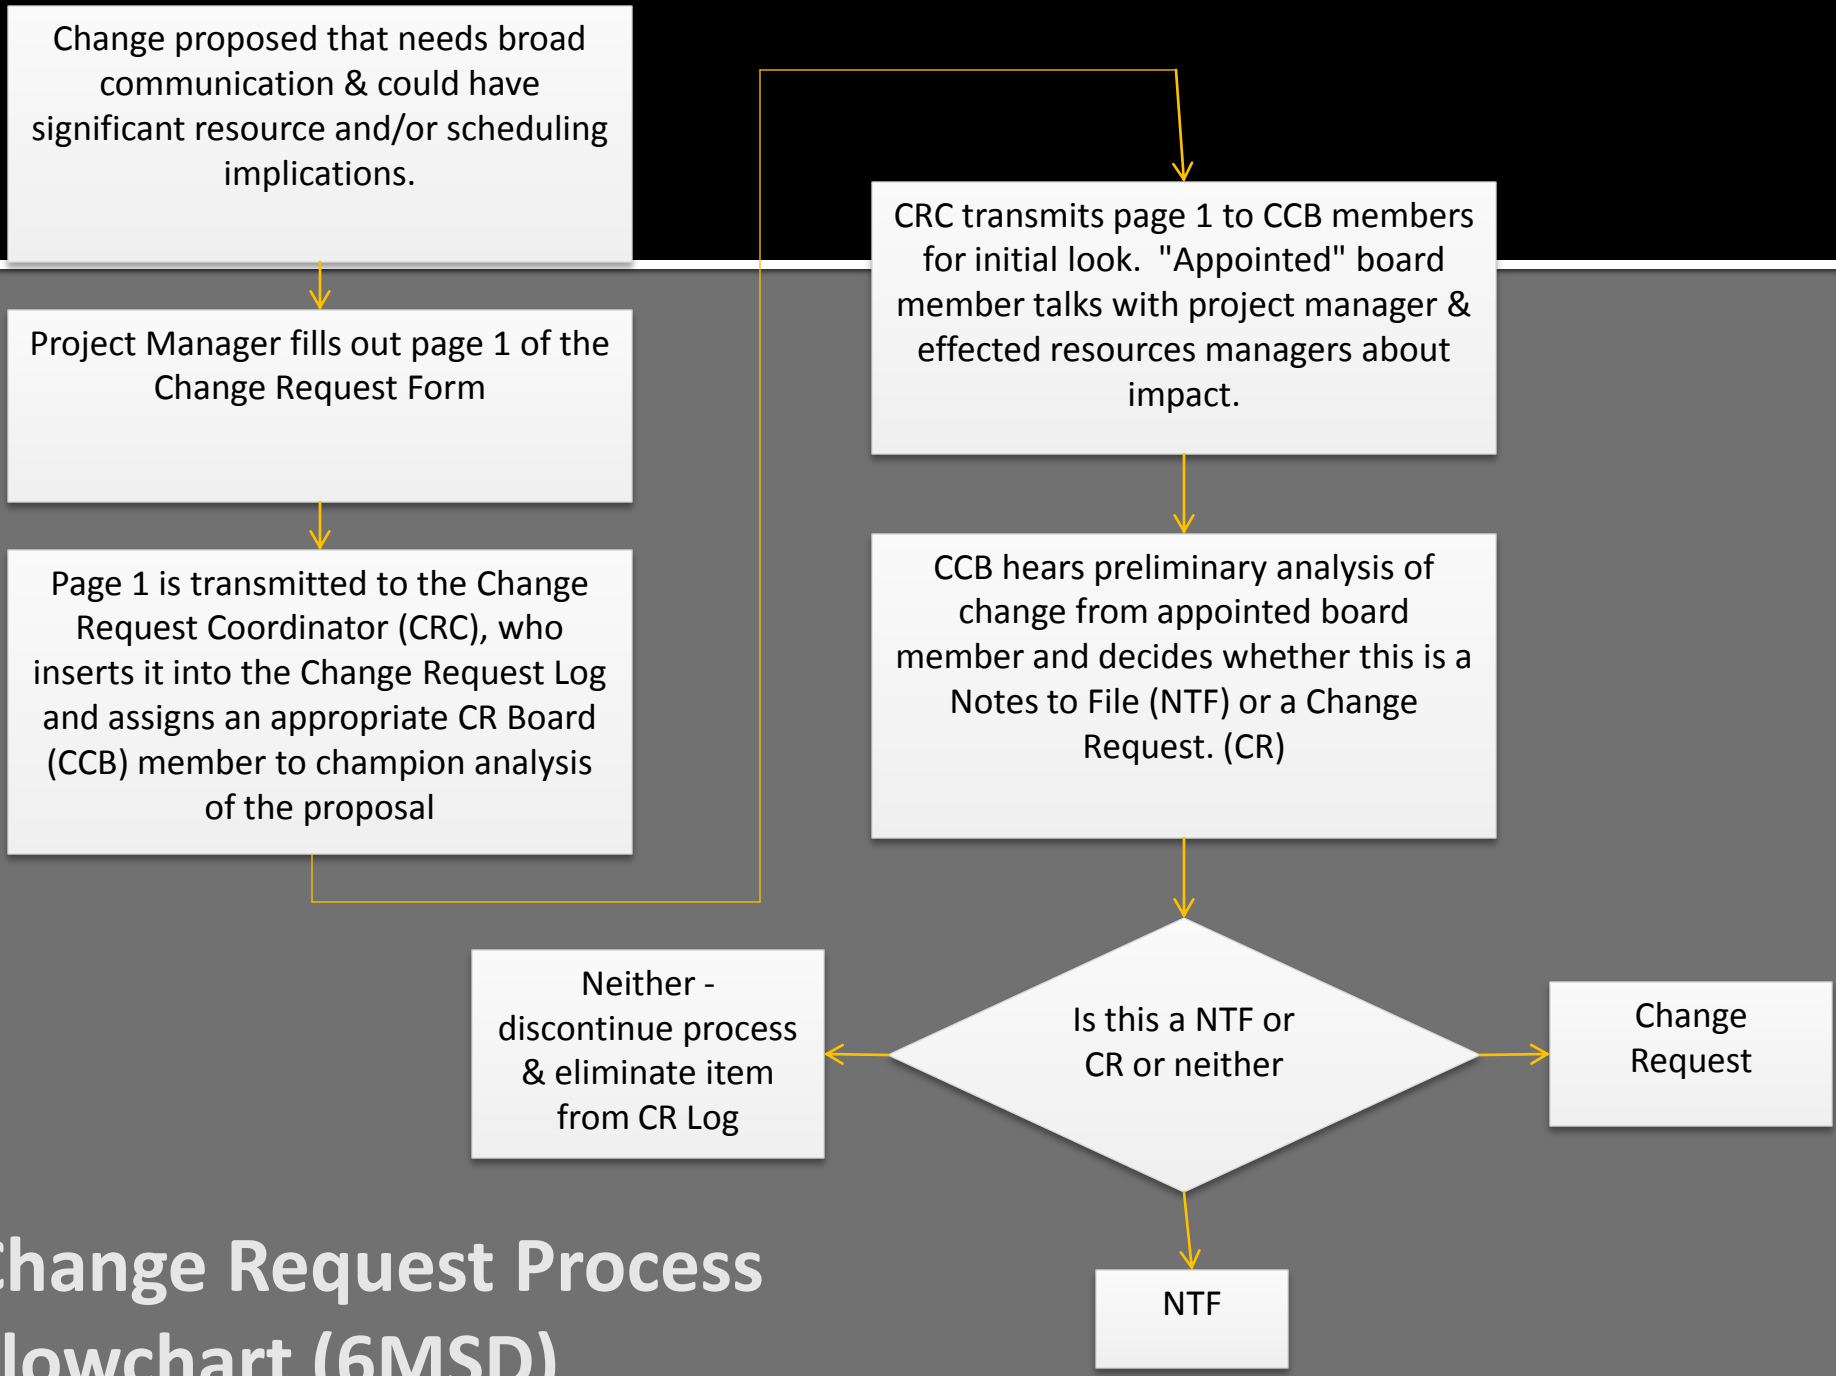 Change proposed that needs broad
communication & could have
significant resource and/or scheduling
implications.
Project Manager fills out page 1 of the
Change Request Form
Page 1 is transmitted to the Change
Request Coordinator (CRC), who
inserts it into the Change Request Log
and assigns an appropriate CR Board
(CCB) member to champion analysis
of the proposal
CRC transmits page 1 to CCB members
for initial look.  "Appointed" board
member talks with project manager &
effected resources managers about
impact.
CCB hears preliminary analysis of
change from appointed board
member and decides whether this is a
Notes to File (NTF) or a Change
Request. (CR)
Is this a NTF or
CR or neither
Neither -
discontinue process
& eliminate item
from CR Log
Change
Request
NTF
Change Request Process
lowchart (6MSD)